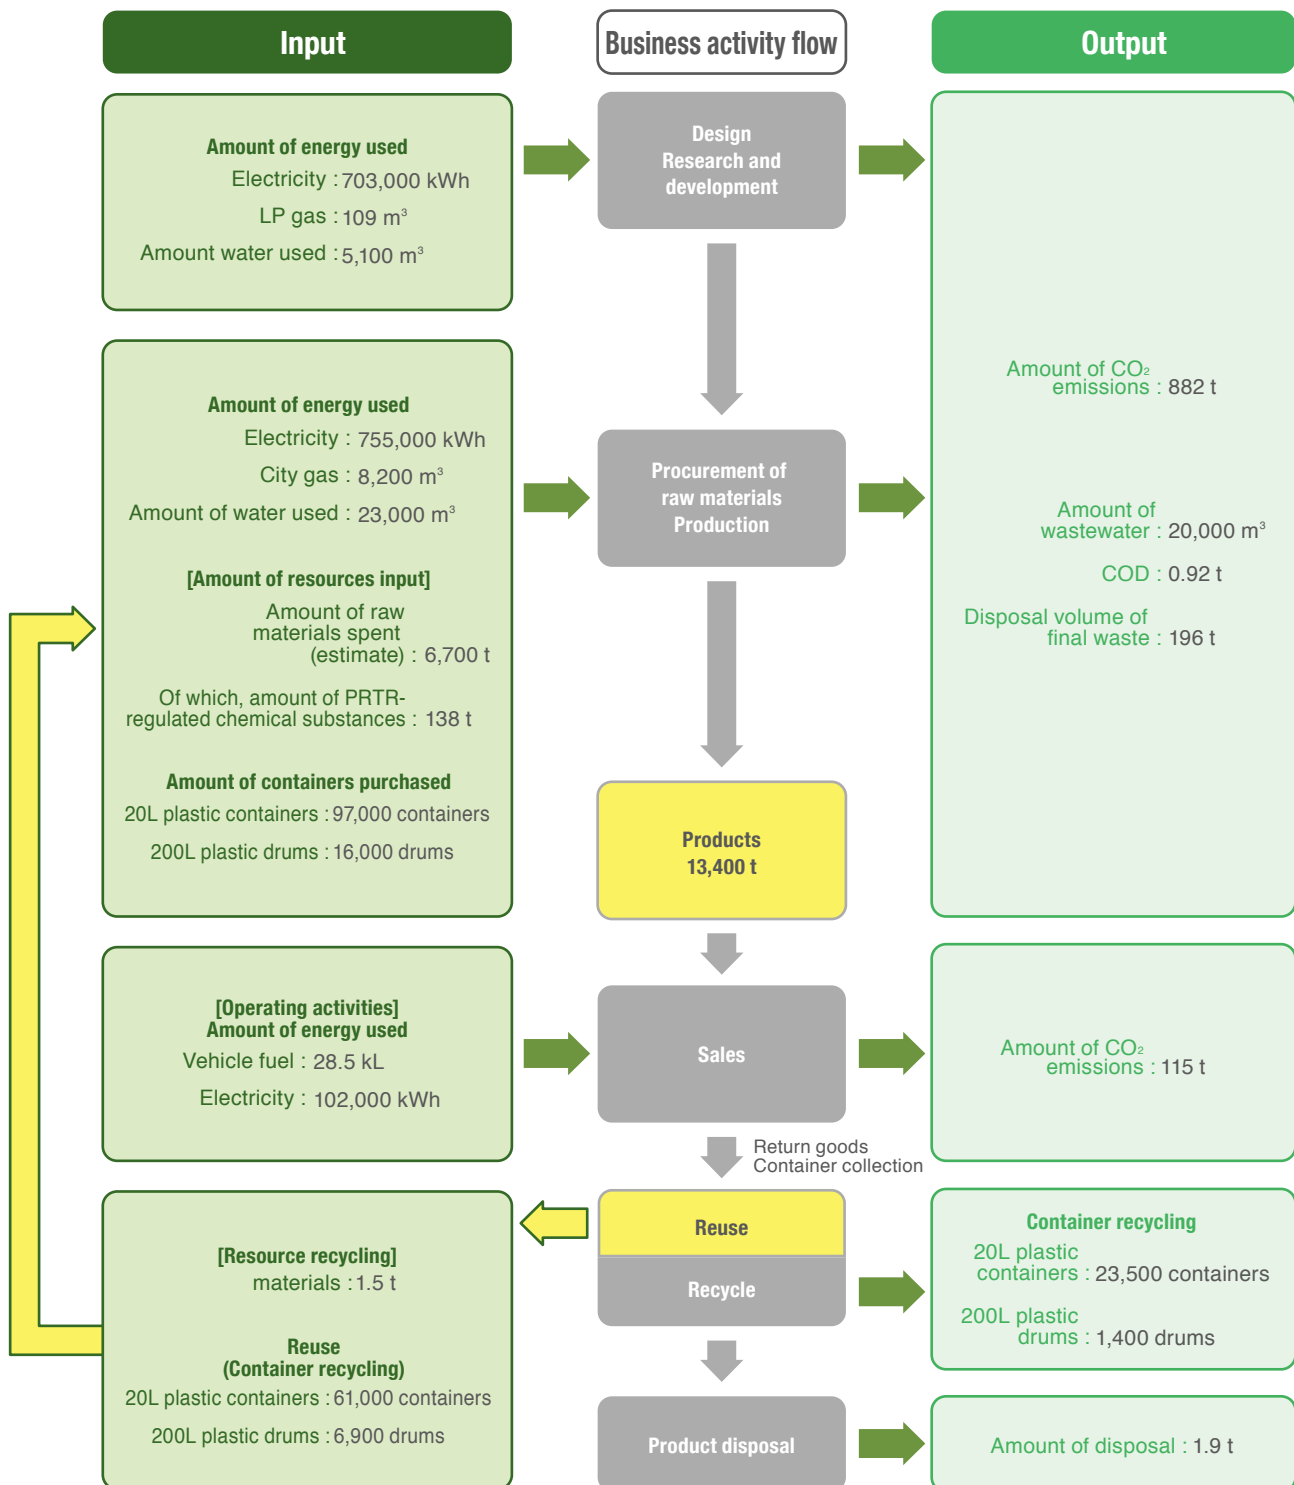 Input
Business activity flow
Output
Amount of energy used
Electricity : 703,000 kWh
LP gas : 109 m³
Amount water used : 5,100 m³
Design
Research and
development
Amount of energy used
Electricity : 755,000 kWh
City gas : 8,200 m³
Amount of water used : 23,000 m³
[Amount of resources input]
Amount of raw
materials spent
(estimate) : 6,700 t
Of which, amount of PRTR-
regulated chemical substances : 138 t
Amount of containers purchased
20L plastic containers : 97,000 containers
200L plastic drums : 16,000 drums
Procurement of
raw materials
Production
Products
13,400 t
Amount of CO₂
emissions : 882 t
Amount of
wastewater : 20,000 m³
COD : 0.92 t
Disposal volume of
final waste : 196 t
[Operating activities]
Amount of energy used
Vehicle fuel : 28.5 kL
Electricity : 102,000 kWh
Sales
Amount of CO₂
emissions : 115 t
Return goods
Container collection
[Resource recycling]
materials : 1.5 t
Reuse
(Container recycling)
20L plastic containers : 61,000 containers
200L plastic drums : 6,900 drums
Reuse
Recycle
Container recycling
20L plastic
containers : 23,500 containers
200L plastic
drums : 1,400 drums
Product disposal
Amount of disposal : 1.9 t